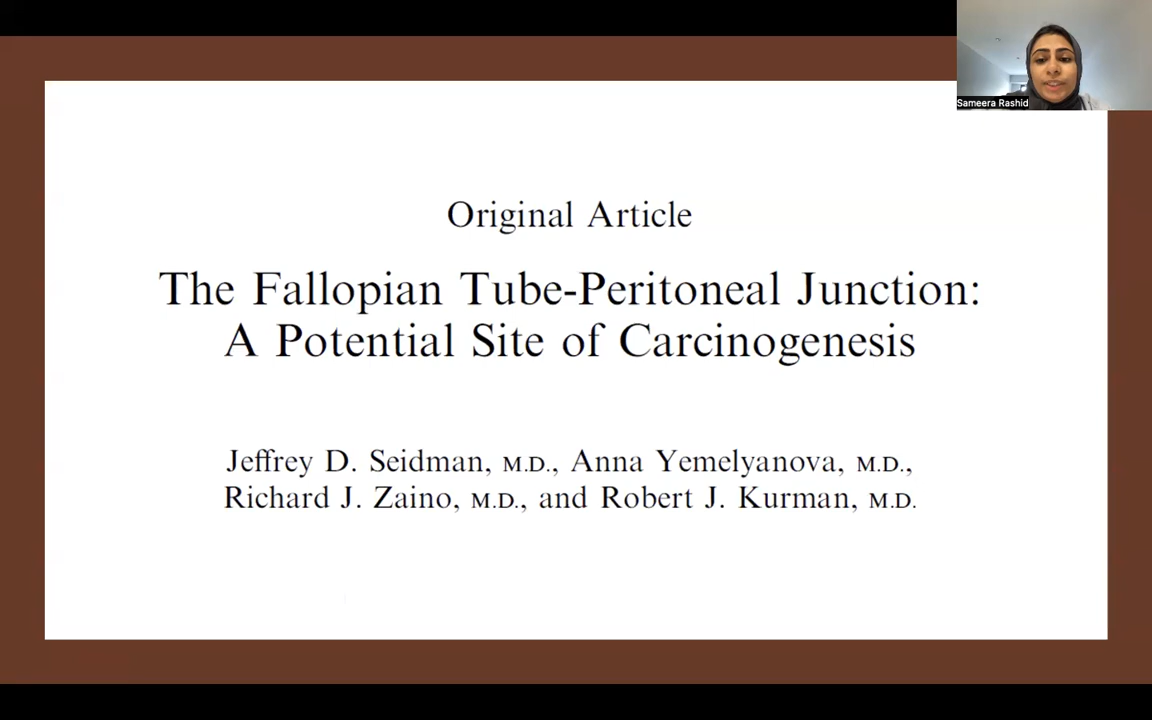 Sameera Rashid
Original Article
The Fallopian Tube-Peritoneal Junction:
A Potential Site of Carcinogenesis
Jeffrey D. Seidman, M.D., Anna Yemelyanova, M.D.,
Richard J. Zaino, M.D., and Robert J. Kurman, M.D.